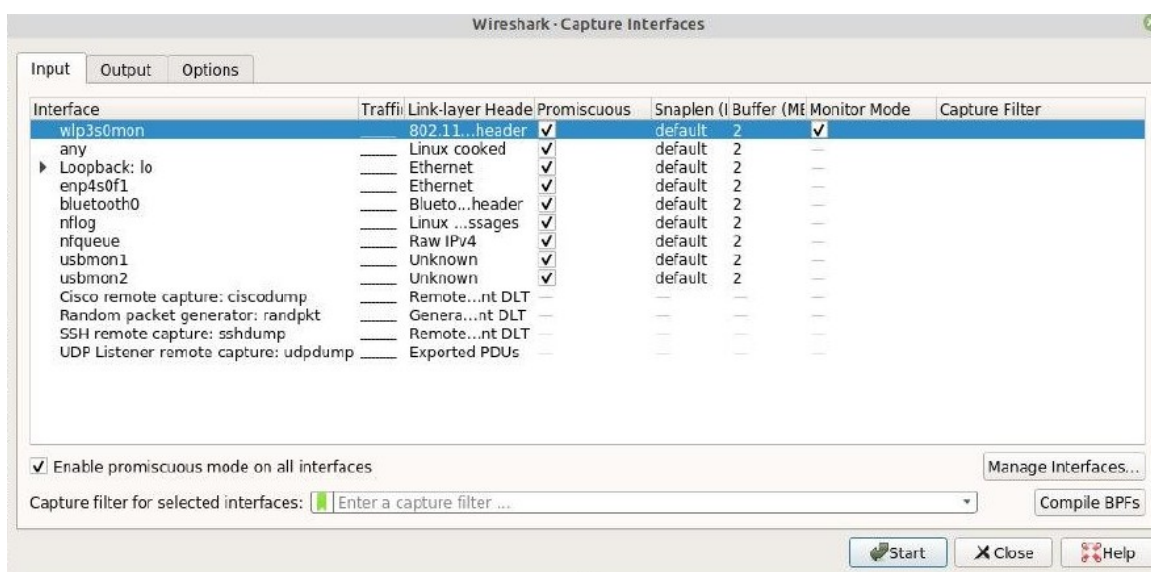 Wireshark · Capture Interfaces
Input Output Options
Interface Traffi Link-layer Heade Promiscuous Snaplen ( Buffer (ME Monitor Mode Capture Filter
wlp3s0mon 802.11...header default 2
any Linux cooked default 2
Loopback: lo Ethernet default 2
enp4s0f1 Ethernet default 2
bluetooth0 Blueto...header default 2
nflog Linux ...ssages default 2
nfqueue Raw IPv4 default 2
usbmon1 Unknown default 2
usbmon2 Unknown default 2
Cisco remote capture: ciscodump Remote...nt DLT — — — —
Random packet generator: randpkt Genera...nt DLT — — — —
SSH remote capture: sshdump Remote...nt DLT — — — —
UDP Listener remote capture: udpdump Exported PDUs — — — —
Enable promiscuous mode on all interfaces Manage Interfaces...
Capture filter for selected interfaces: Enter a capture filter ... Compile BPFs
Start Close Help